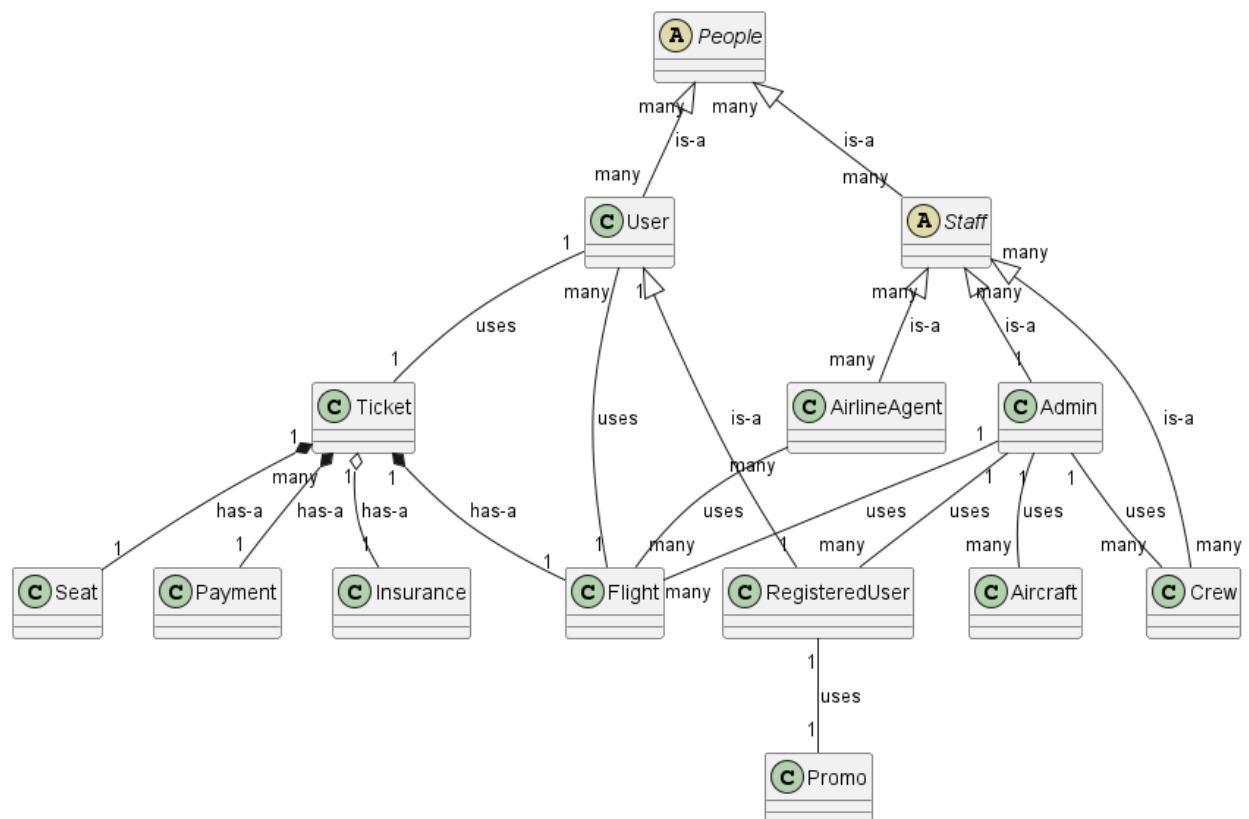 A People
many
many
is-a
is-a
many
many
C User
A Staff
1
many
1
many
many
many
uses
is-a
is-a
1
many
1
C Ticket
C AirlineAgent
C Admin
uses
is-a
is-a
1
many
1
1
many
1
1
1
1
has-a
has-a
has-a
has-a
uses
uses
uses
uses
uses
1
1
1
1
1
many
1
many
many
many
many
many
C Seat
C Payment
C Insurance
C Flight
C RegisteredUser
C Aircraft
C Crew
1
uses
1
C Promo